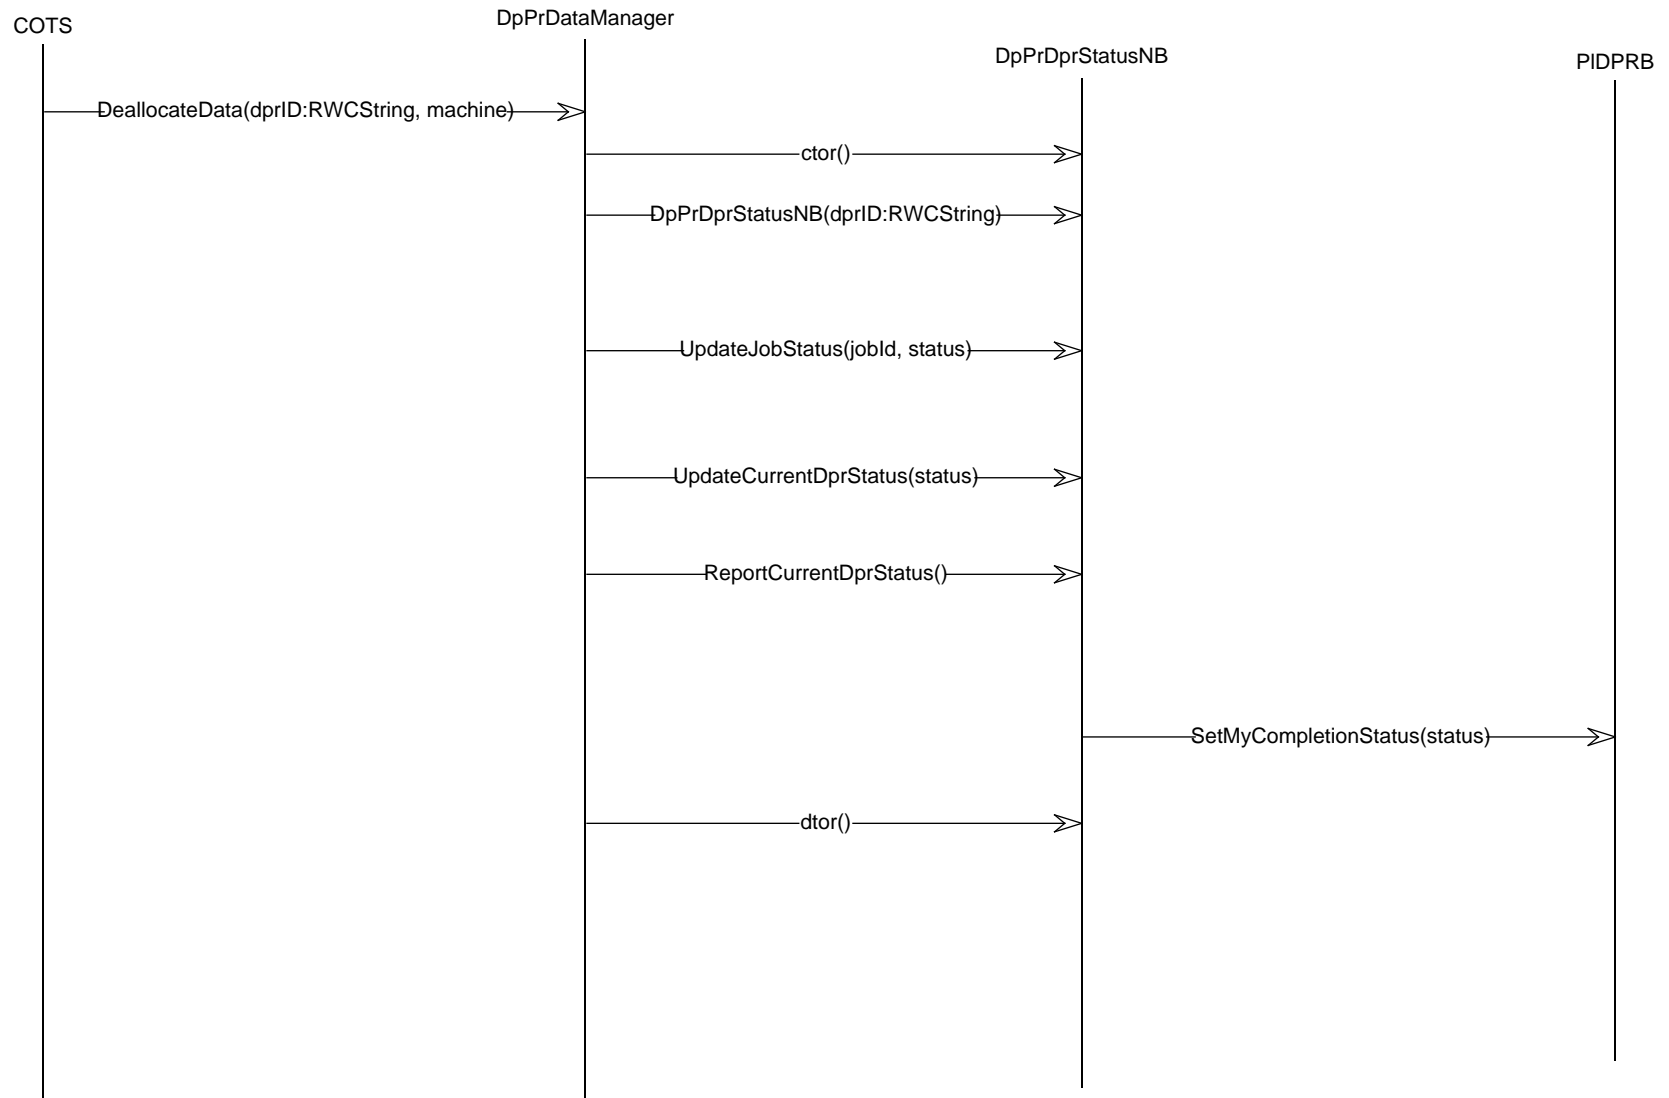 COTS
DpPrDataManager
DpPrDprStatusNB
PlDPRB
DeallocateData(dprID:RWCString, machine)
ctor()
DpPrDprStatusNB(dprID:RWCString)
UpdateJobStatus(jobId, status)
UpdateCurrentDprStatus(status)
ReportCurrentDprStatus()
SetMyCompletionStatus(status)
dtor()